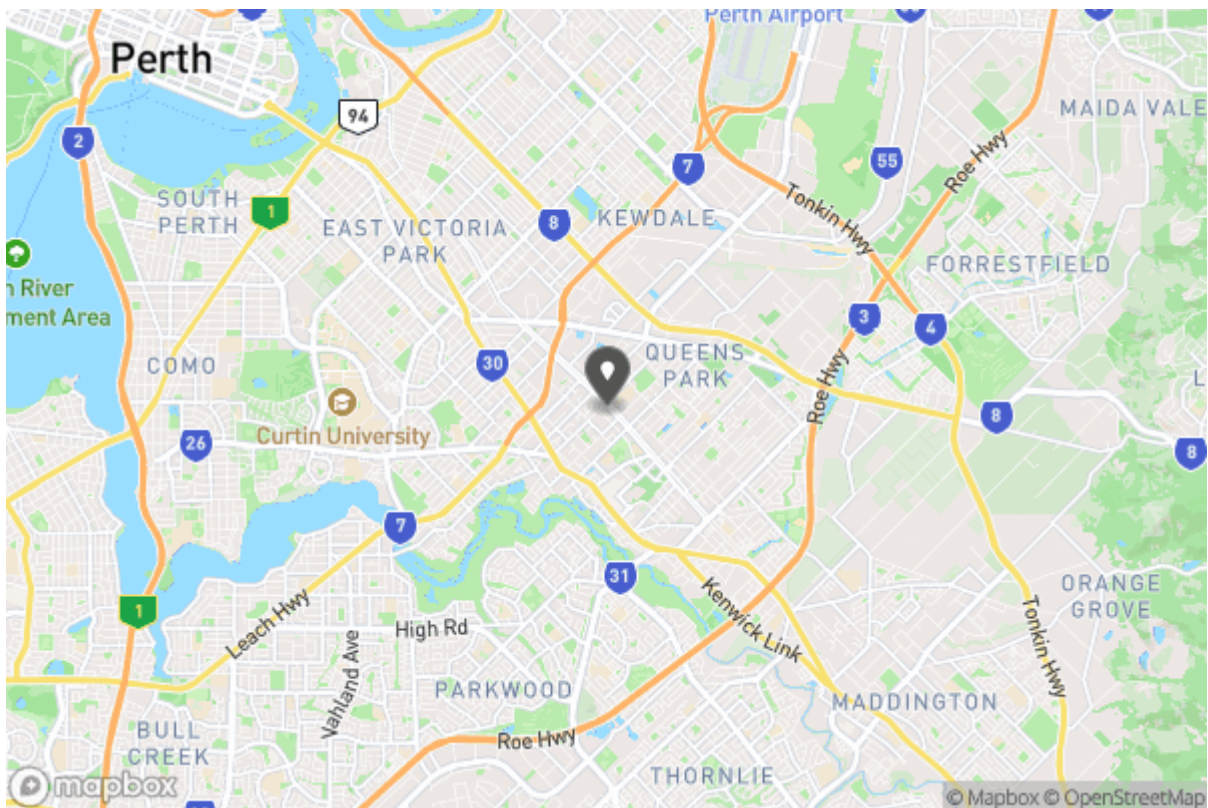 Perth Airport
Perth
MAIDA VALE
94
2
7
55
Roe Hwy
SOUTH
PERTH
1
EAST VICTORIA
PARK
8
KEWDALE
Tonkin Hwy
FORRESTFIELD
n River
ment Area
3
4
COMO
30
QUEENS
PARK
Roe Hwy
L
Curtin University
26
8
8
7
31
ORANGE
GROVE
1
Leach Hwy
High Rd
Kenwick Link
Tonkin Hwy
Vahland Ave
PARKWOOD
MADDINGTON
BULL
CREEK
Roe Hwy
THORNLIE
mapbox
© Mapbox © OpenStreetMap